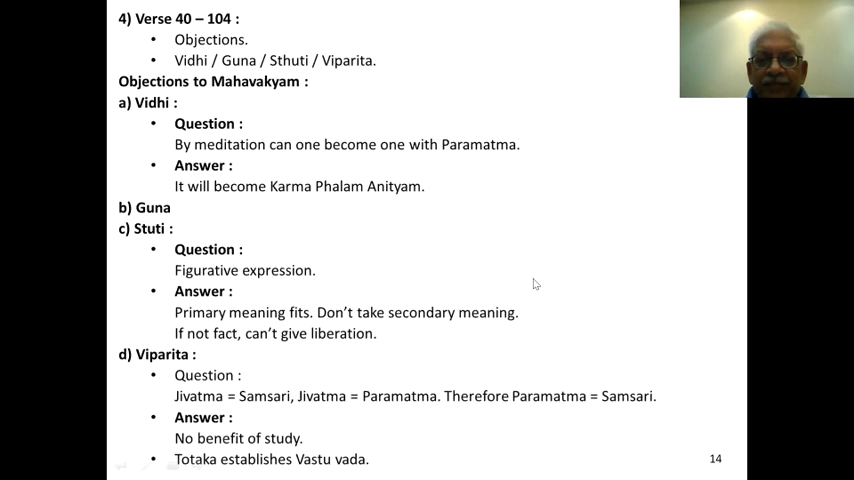 4) Verse 40 – 104 :
• Objections.
• Vidhi / Guna / Sthuti / Viparita.
Objections to Mahavakyam :
a) Vidhi :
• Question :
By meditation can one become one with Paramatma.
• Answer :
It will become Karma Phalam Anityam.
b) Guna
c) Stuti :
• Question :
Figurative expression.
• Answer :
Primary meaning fits. Don’t take secondary meaning.
If not fact, can’t give liberation.
d) Viparita :
• Question :
Jivatma = Samsari, Jivatma = Paramatma. Therefore Paramatma = Samsari.
• Answer :
No benefit of study.
• Totaka establishes Vastu vada.
14